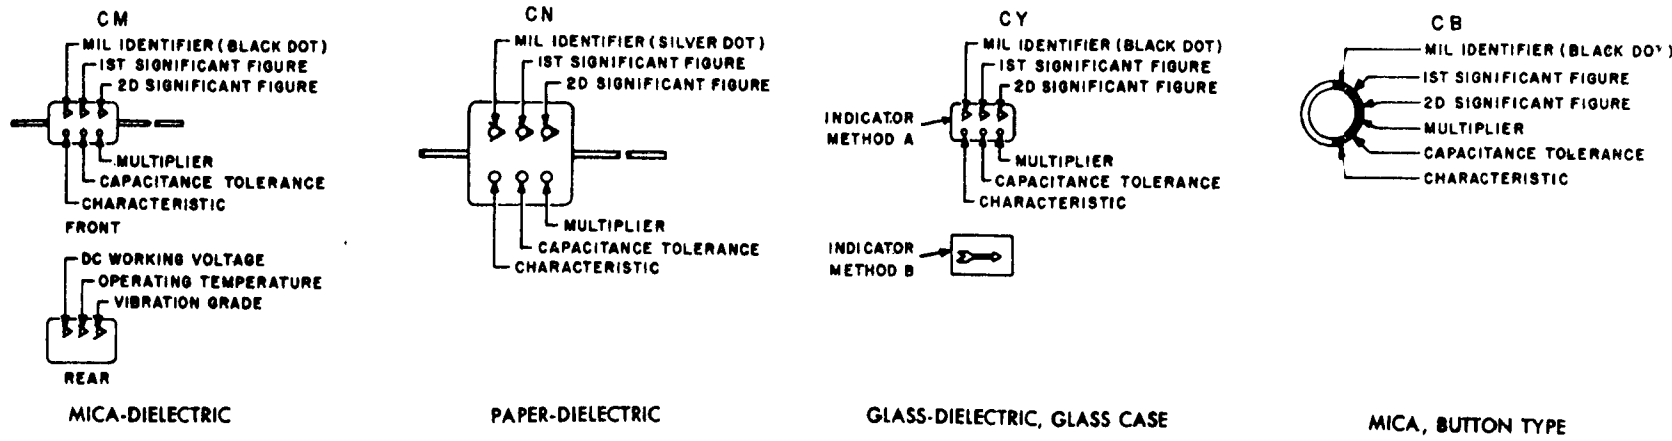 CM
MIL IDENTIFIER (BLACK DOT)
1ST SIGNIFICANT FIGURE
2D SIGNIFICANT FIGURE
MULTIPLIER
CAPACITANCE TOLERANCE
CHARACTERISTIC
FRONT
DC WORKING VOLTAGE
OPERATING TEMPERATURE
VIBRATION GRADE
REAR
MICA-DIELECTRIC
CN
MIL IDENTIFIER (SILVER DOT)
1ST SIGNIFICANT FIGURE
2D SIGNIFICANT FIGURE
MULTIPLIER
CAPACITANCE TOLERANCE
CHARACTERISTIC
PAPER-DIELECTRIC
CY
MIL IDENTIFIER (BLACK DOT)
1ST SIGNIFICANT FIGURE
2D SIGNIFICANT FIGURE
INDICATOR
METHOD A
MULTIPLIER
CAPACITANCE TOLERANCE
CHARACTERISTIC
INDICATOR
METHOD B
GLASS-DIELECTRIC, GLASS CASE
CB
MIL IDENTIFIER (BLACK DOT)
1ST SIGNIFICANT FIGURE
2D SIGNIFICANT FIGURE
MULTIPLIER
CAPACITANCE TOLERANCE
CHARACTERISTIC
MICA, BUTTON TYPE